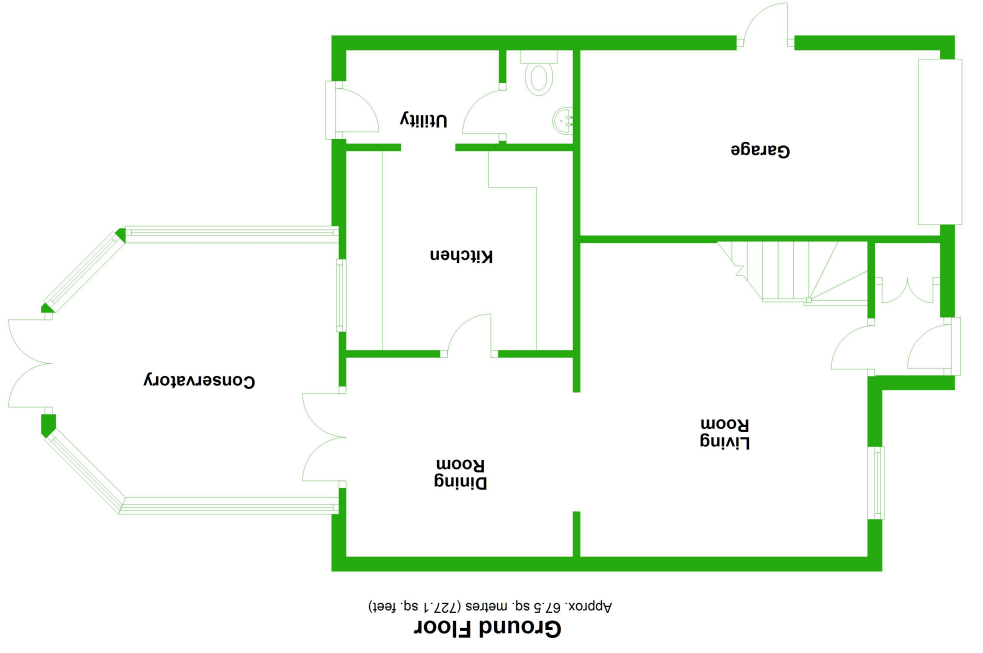 Ground Floor
Approx. 67.5 sq. metres (727.1 sq. feet)
Living
Room
Dining
Room
Conservatory
Kitchen
Garage
Utility